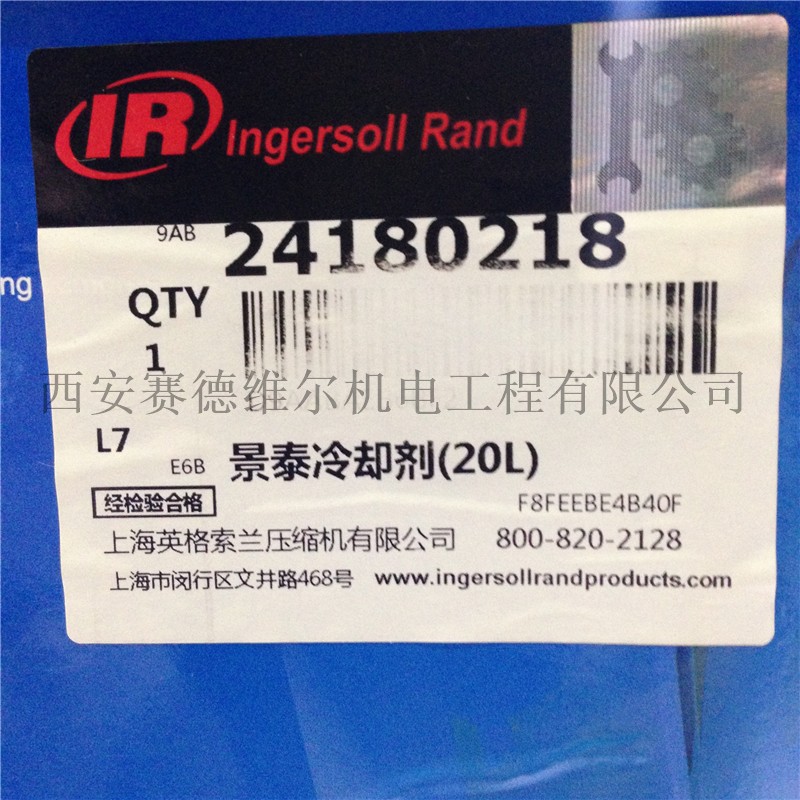 IR Ingersoll Rand
9AB 24180218
ng
QTY
1
西安赛德维尔机电工程有限公司
L7
E6B 景泰冷却剂(20L)
经检验合格 F8FEEBE4B40F
上海英格索兰压缩机有限公司 800-820-2128
上海市闵行区文井路468号 www.ingersollrandproducts.com